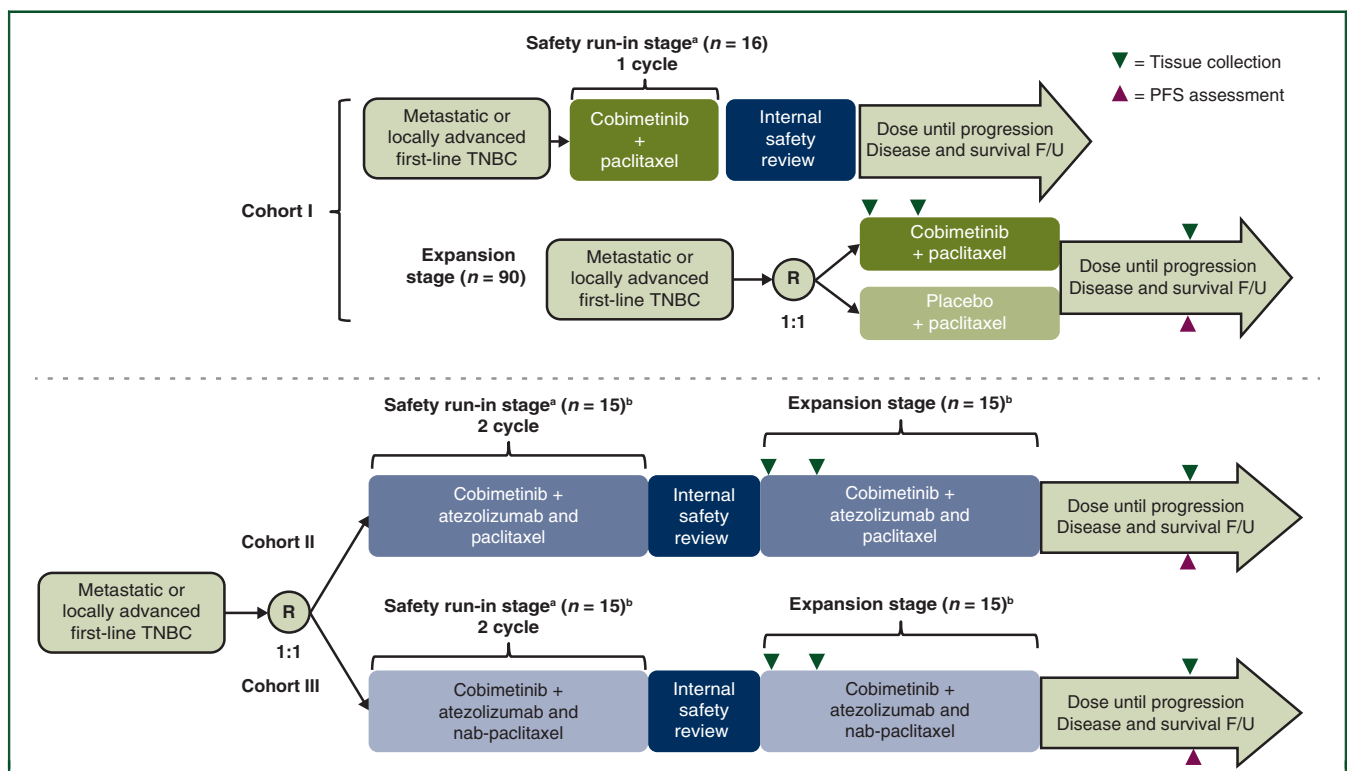 Safety run-in stageᵃ (n = 16)
1 cycle
▼ = Tissue collection
▲ = PFS assessment
Metastatic or
locally advanced
first-line TNBC
Cobimetinib
+
paclitaxel
Internal
safety
review
Dose until progression
Disease and survival F/U
Cohort I
Expansion
stage (n = 90)
Metastatic or
locally advanced
first-line TNBC
R
1:1
Cobimetinib
+ paclitaxel
Placebo
+ paclitaxel
Dose until progression
Disease and survival F/U
Safety run-in stageᵃ (n = 15)ᵇ
2 cycle
Expansion stage (n = 15)ᵇ
Cobimetinib +
atezolizumab and
paclitaxel
Internal
safety
review
Cobimetinib +
atezolizumab and
paclitaxel
Dose until progression
Disease and survival F/U
Cohort II
Metastatic or
locally advanced
first-line TNBC
R
1:1
Cohort III
Safety run-in stageᵃ (n = 15)ᵇ
2 cycle
Expansion stage (n = 15)ᵇ
Cobimetinib +
atezolizumab and
nab-paclitaxel
Internal
safety
review
Cobimetinib +
atezolizumab and
nab-paclitaxel
Dose until progression
Disease and survival F/U